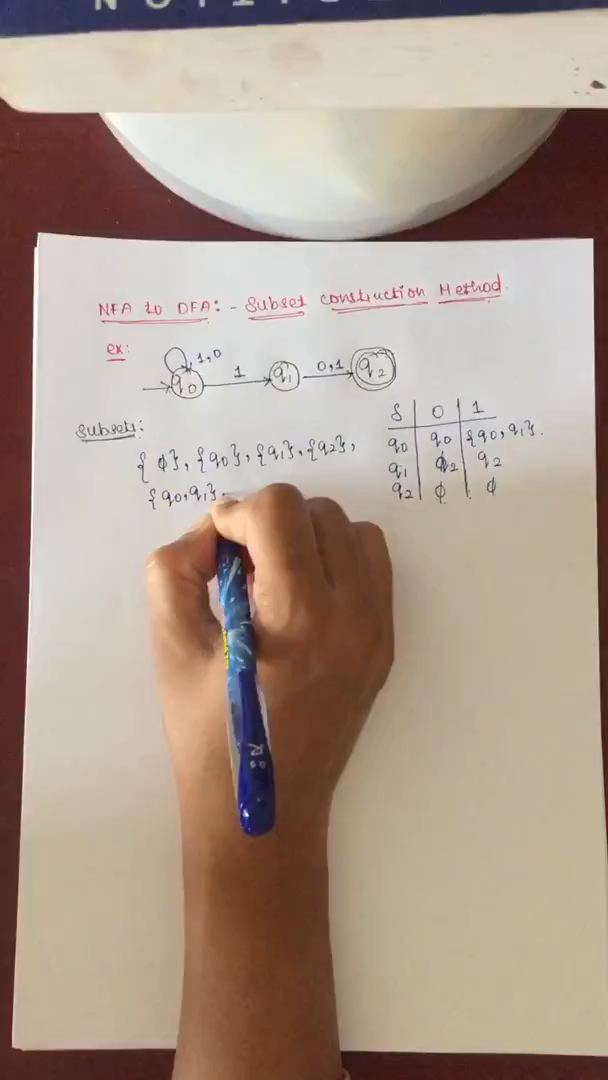 NFA to DFA: - Subset construction Method
ex:
1,0
q0 1 q1 0,1 q2
δ 0 1
q0 q0 {q0, q1}.
q1 q2 q2
q2 ϕ ϕ
Subsets:
{ ϕ}, {q0}, {q1}, {q2},
{q0, q1},